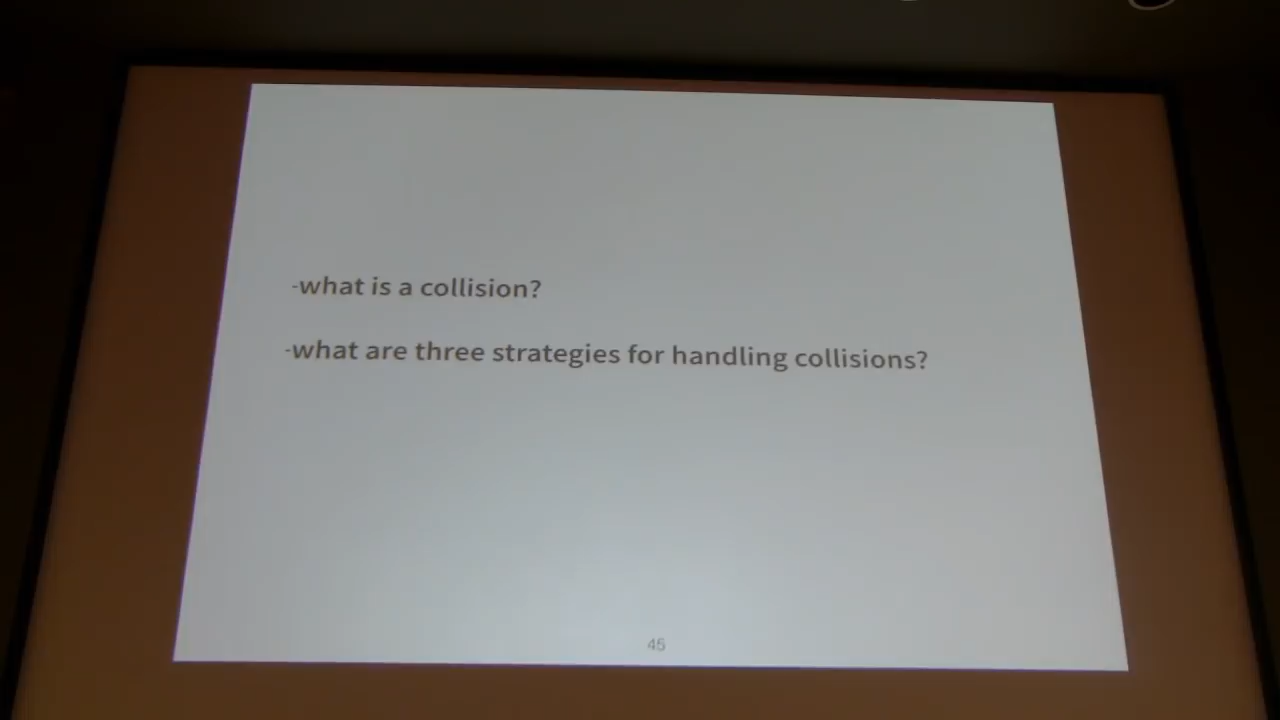 -what is a collision?
-what are three strategies for handling collisions?
45